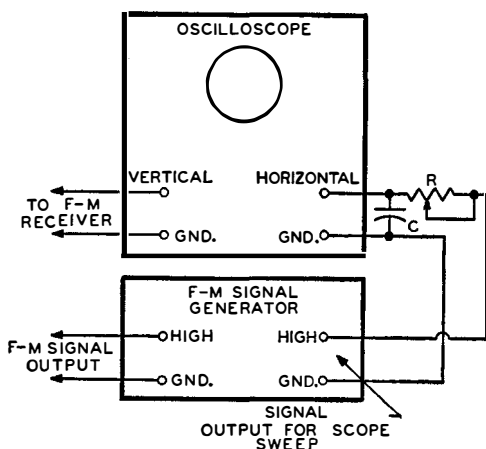 OSCILLOSCOPE
VERTICAL
HORIZONTAL
R
TO F-M
RECEIVER
GND.
GND.
C
F-M SIGNAL
GENERATOR
HIGH
HIGH
F-M SIGNAL
OUTPUT
GND.
GND.
SIGNAL
OUTPUT FOR SCOPE
SWEEP